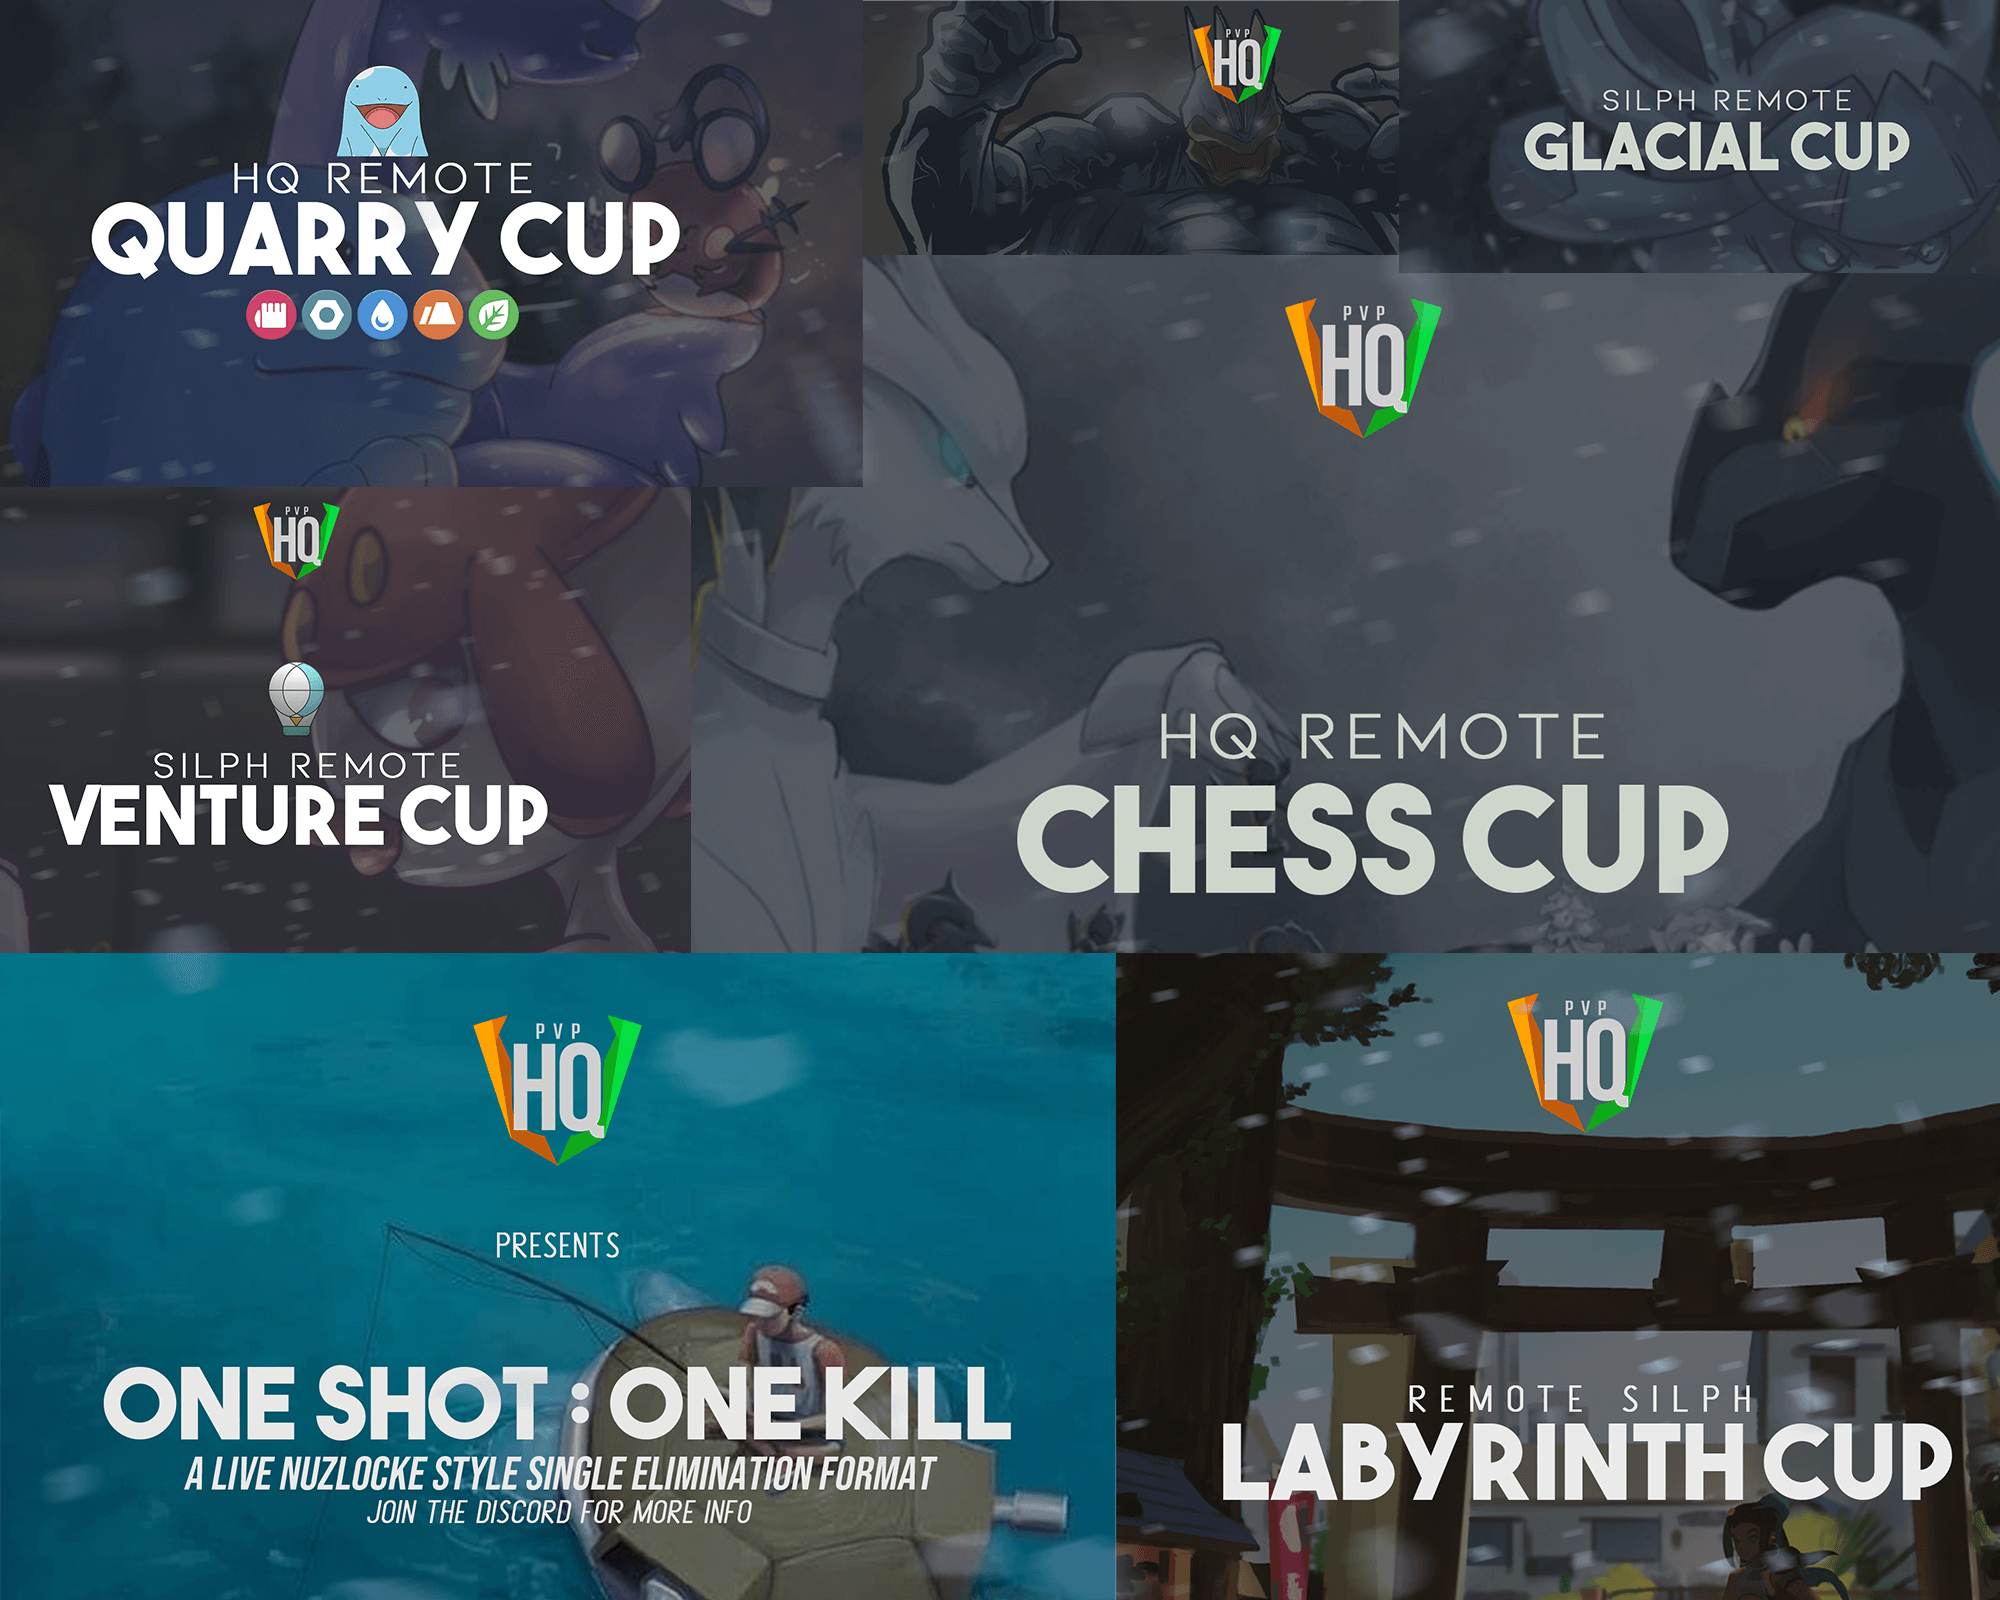 HQ REMOTE
QUARRY CUP
PVP
HQ
SILPH REMOTE
GLACIAL CUP
PVP
HQ
HQ REMOTE
CHESS CUP
PVP
HQ
SILPH REMOTE
VENTURE CUP
PVP
HQ
PRESENTS
ONE SHOT : ONE KILL
A LIVE NUZLOCKE STYLE SINGLE ELIMINATION FORMAT
JOIN THE DISCORD FOR MORE INFO
PVP
HQ
REMOTE SILPH
LABYRINTH CUP